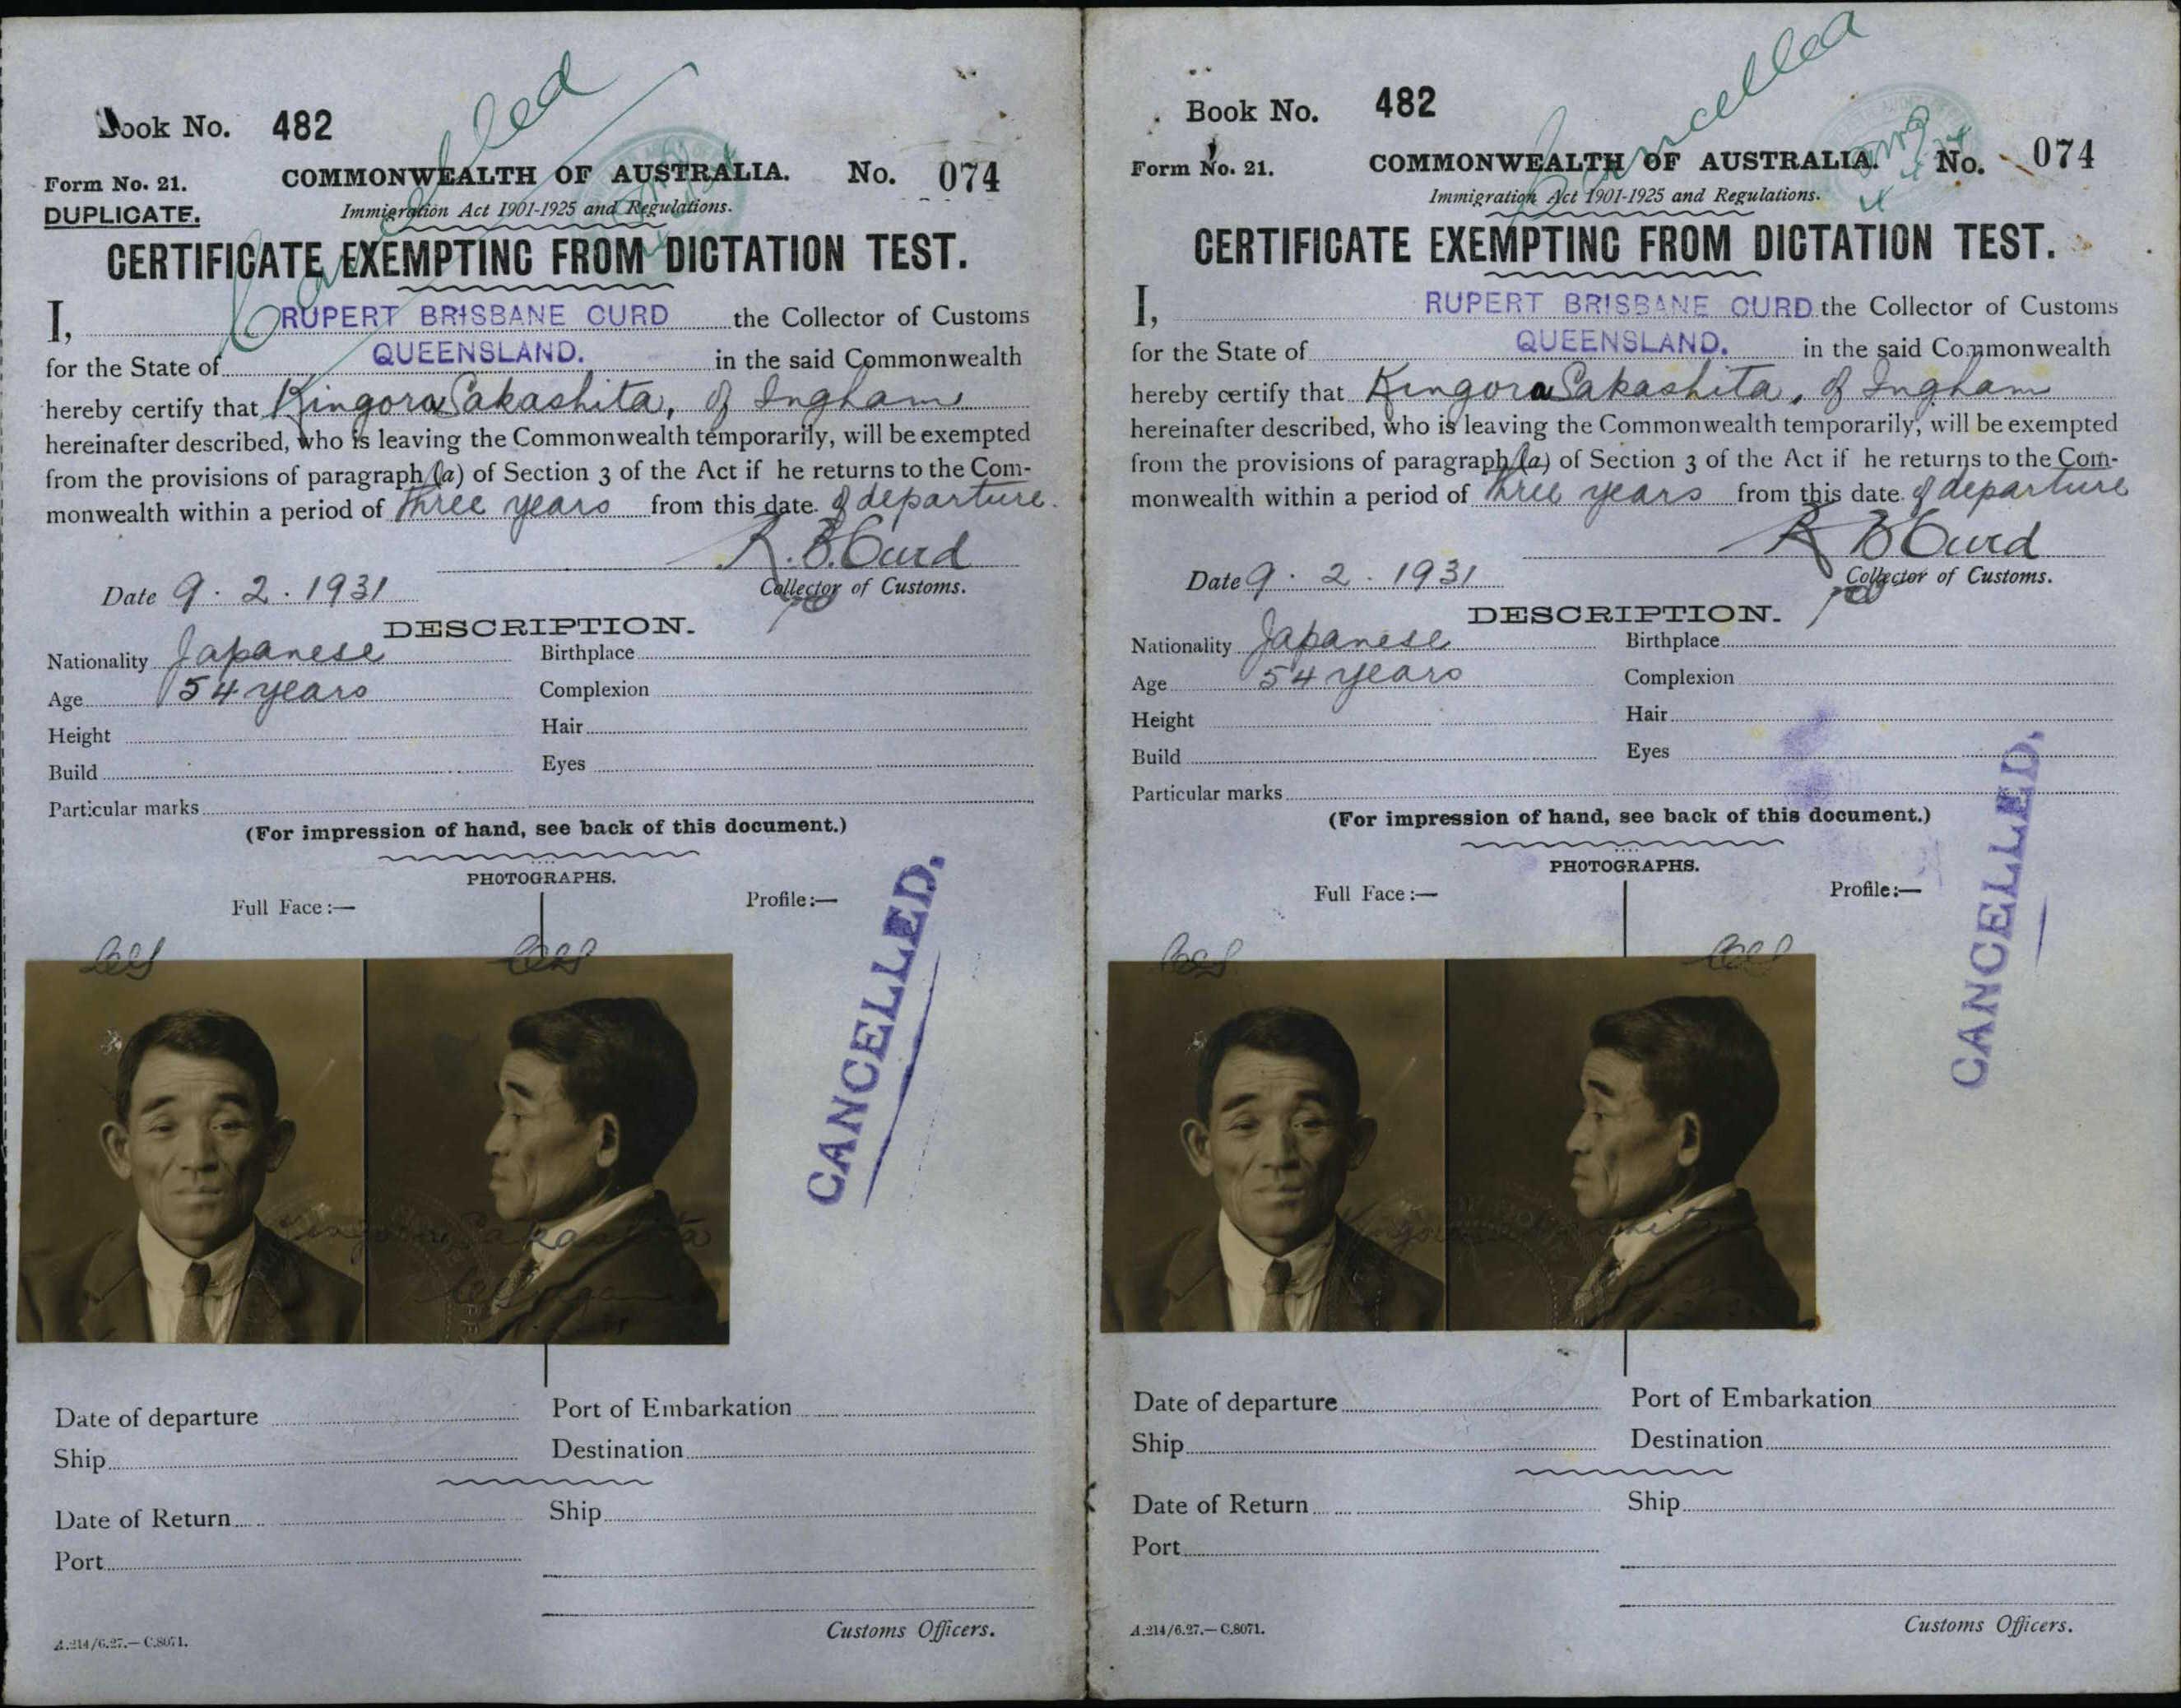 Book No. 482
Cancelled
Form No. 21.
DUPLICATE.
COMMONWEALTH OF AUSTRALIA.
No. 074
Immigration Act 1901-1925 and Regulations.
CERTIFICATE EXEMPTING FROM DICTATION TEST.
I, RUPERT BRISBANE CURD the Collector of Customs
for the State of QUEENSLAND. in the said Commonwealth
hereby certify that Kingora Sakashita, of Ingham
hereinafter described, who is leaving the Commonwealth temporarily, will be exempted
from the provisions of paragraph (a) of Section 3 of the Act if he returns to the Com-
monwealth within a period of three years from this date of departure.
R. B. Curd
Date 9. 2. 1931
Collector of Customs.
DESCRIPTION.
Nationality Japanese Birthplace
Age 54 years Complexion
Height Hair
Build Eyes
Particular marks
(For impression of hand, see back of this document.)
PHOTOGRAPHS.
Full Face :— Profile :—
CANCELLED.
Kingora Sakashita
Date of departure Port of Embarkation
Ship Destination
Date of Return Ship
Port
Customs Officers.
A.214/6.27.—C.8071.
Book No. 482
Cancelled
Form No. 21.
COMMONWEALTH OF AUSTRALIA.
No. 074
Immigration Act 1901-1925 and Regulations.
CERTIFICATE EXEMPTING FROM DICTATION TEST.
I, RUPERT BRISBANE CURD the Collector of Customs
for the State of QUEENSLAND. in the said Commonwealth
hereby certify that Kingora Sakashita, of Ingham
hereinafter described, who is leaving the Commonwealth temporarily, will be exempted
from the provisions of paragraph (a) of Section 3 of the Act if he returns to the Com-
monwealth within a period of three years from this date of departure
R B Curd
Date 9. 2. 1931
Collector of Customs.
DESCRIPTION.
Nationality Japanese Birthplace
Age 54 years Complexion
Height Hair
Build Eyes
Particular marks
(For impression of hand, see back of this document.)
PHOTOGRAPHS.
Full Face :— Profile :—
CANCELLED.
Date of departure Port of Embarkation
Ship Destination
Date of Return Ship
Port
Customs Officers.
A.214/6.27.—C.8071.